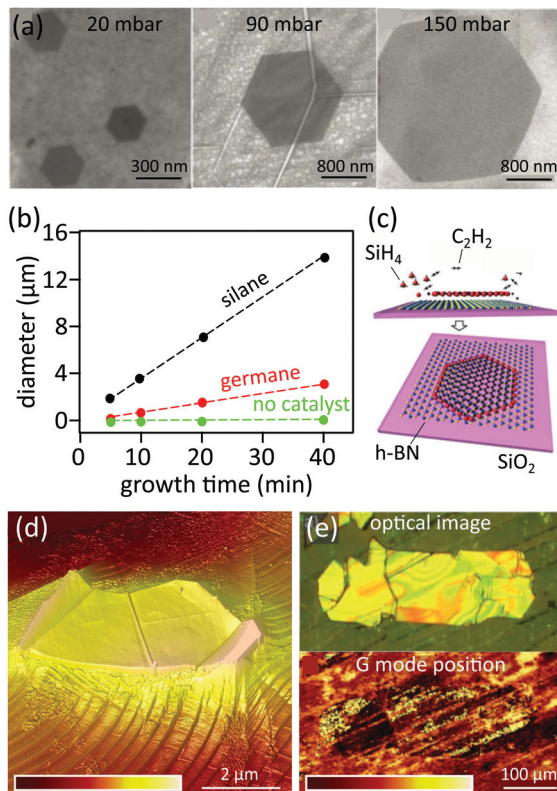 (a) 20 mbar 90 mbar 150 mbar
300 nm 800 nm 800 nm
(b)
16
12
8
4
0
diameter (μm)
silane
germane
no catalyst
0 10 20 30 40
growth time (min)
(c)
C2H2
SiH4
h-BN
SiO2
(d)
2 μm
(e)
optical image
G mode position
100 μm